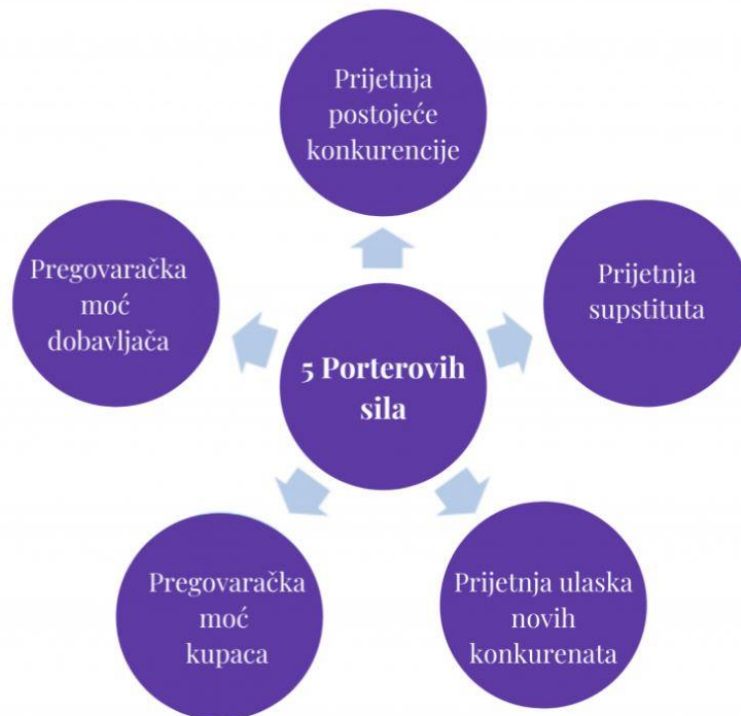 Prijetnja
postojeće
konkurencije
Pregovaračka
moć
dobavljača
Prijetnja
supstituta
5 Porterovih
sila
Pregovaračka
moć
kupaca
Prijetnja ulaska
novih
konkurenata